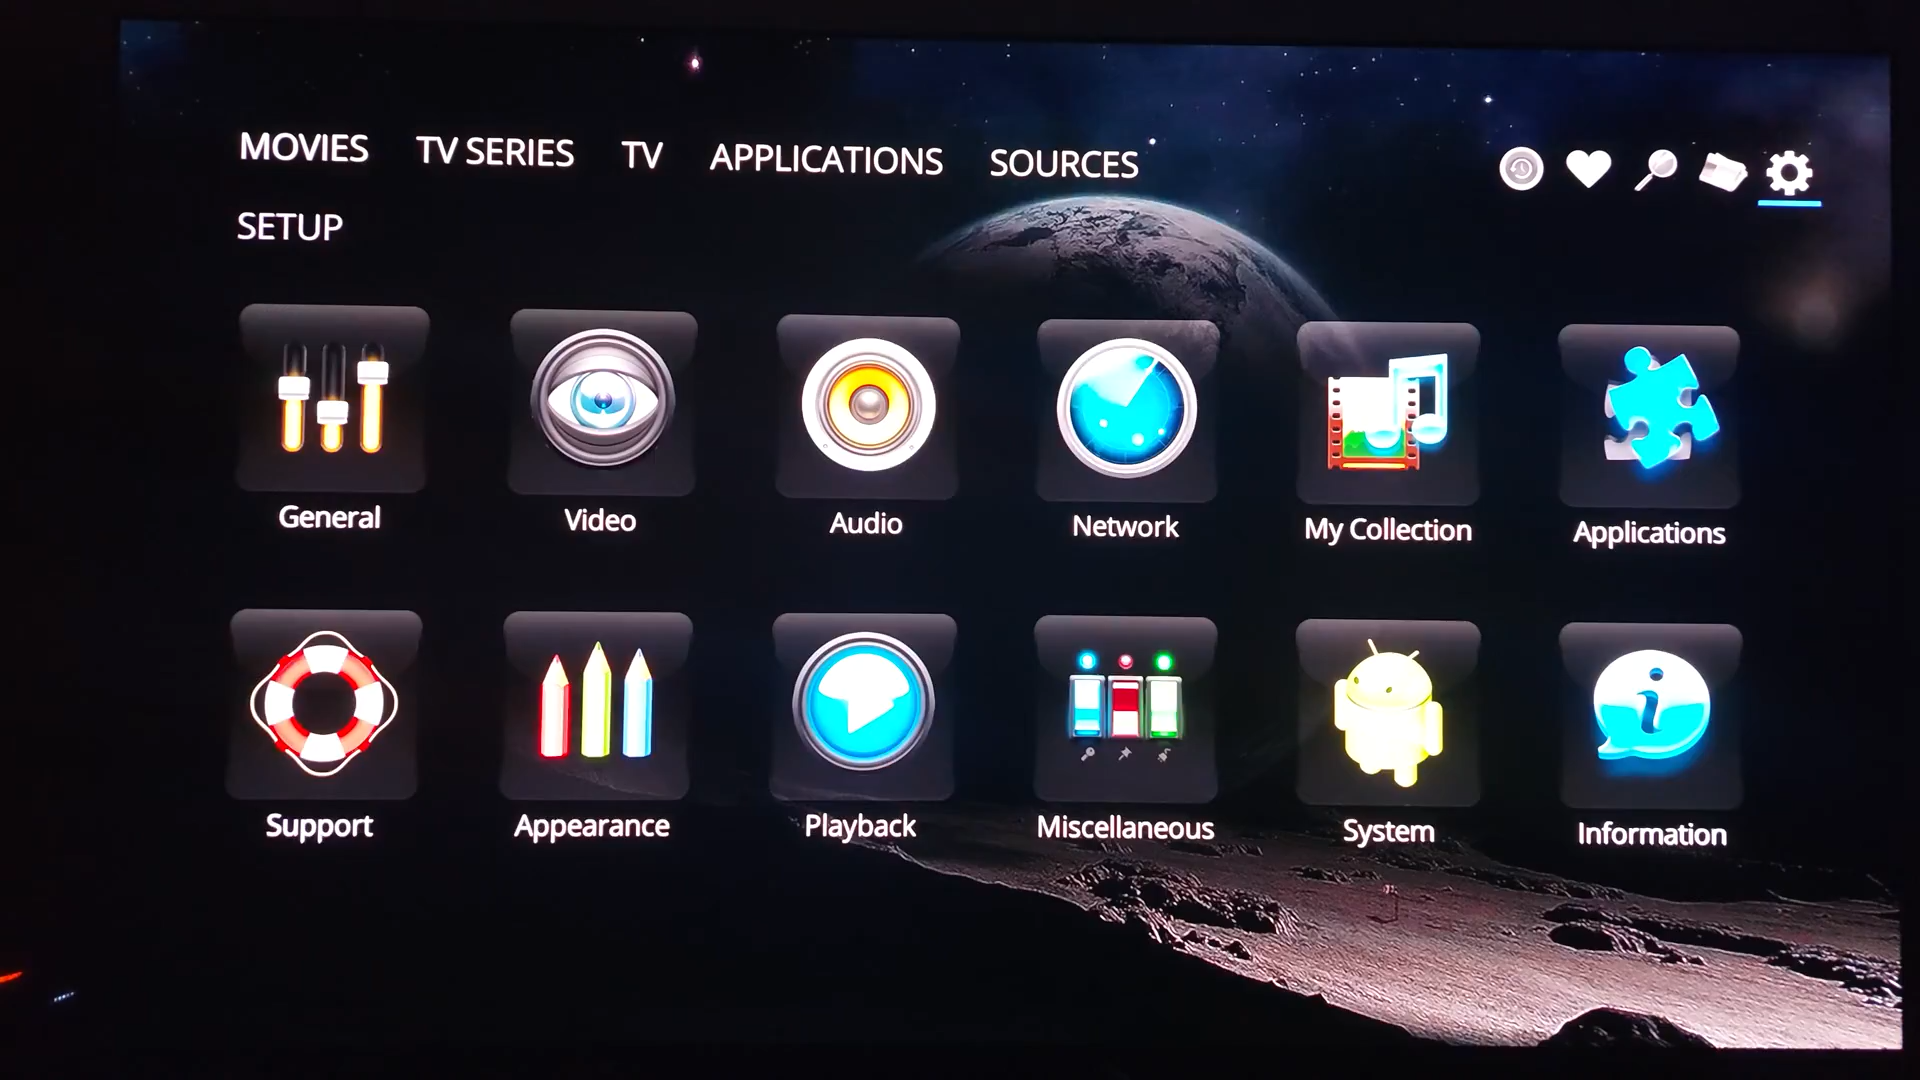 MOVIES TV SERIES TV APPLICATIONS SOURCES
SETUP
General Video Audio Network My Collection Applications
Support Appearance Playback Miscellaneous System Information